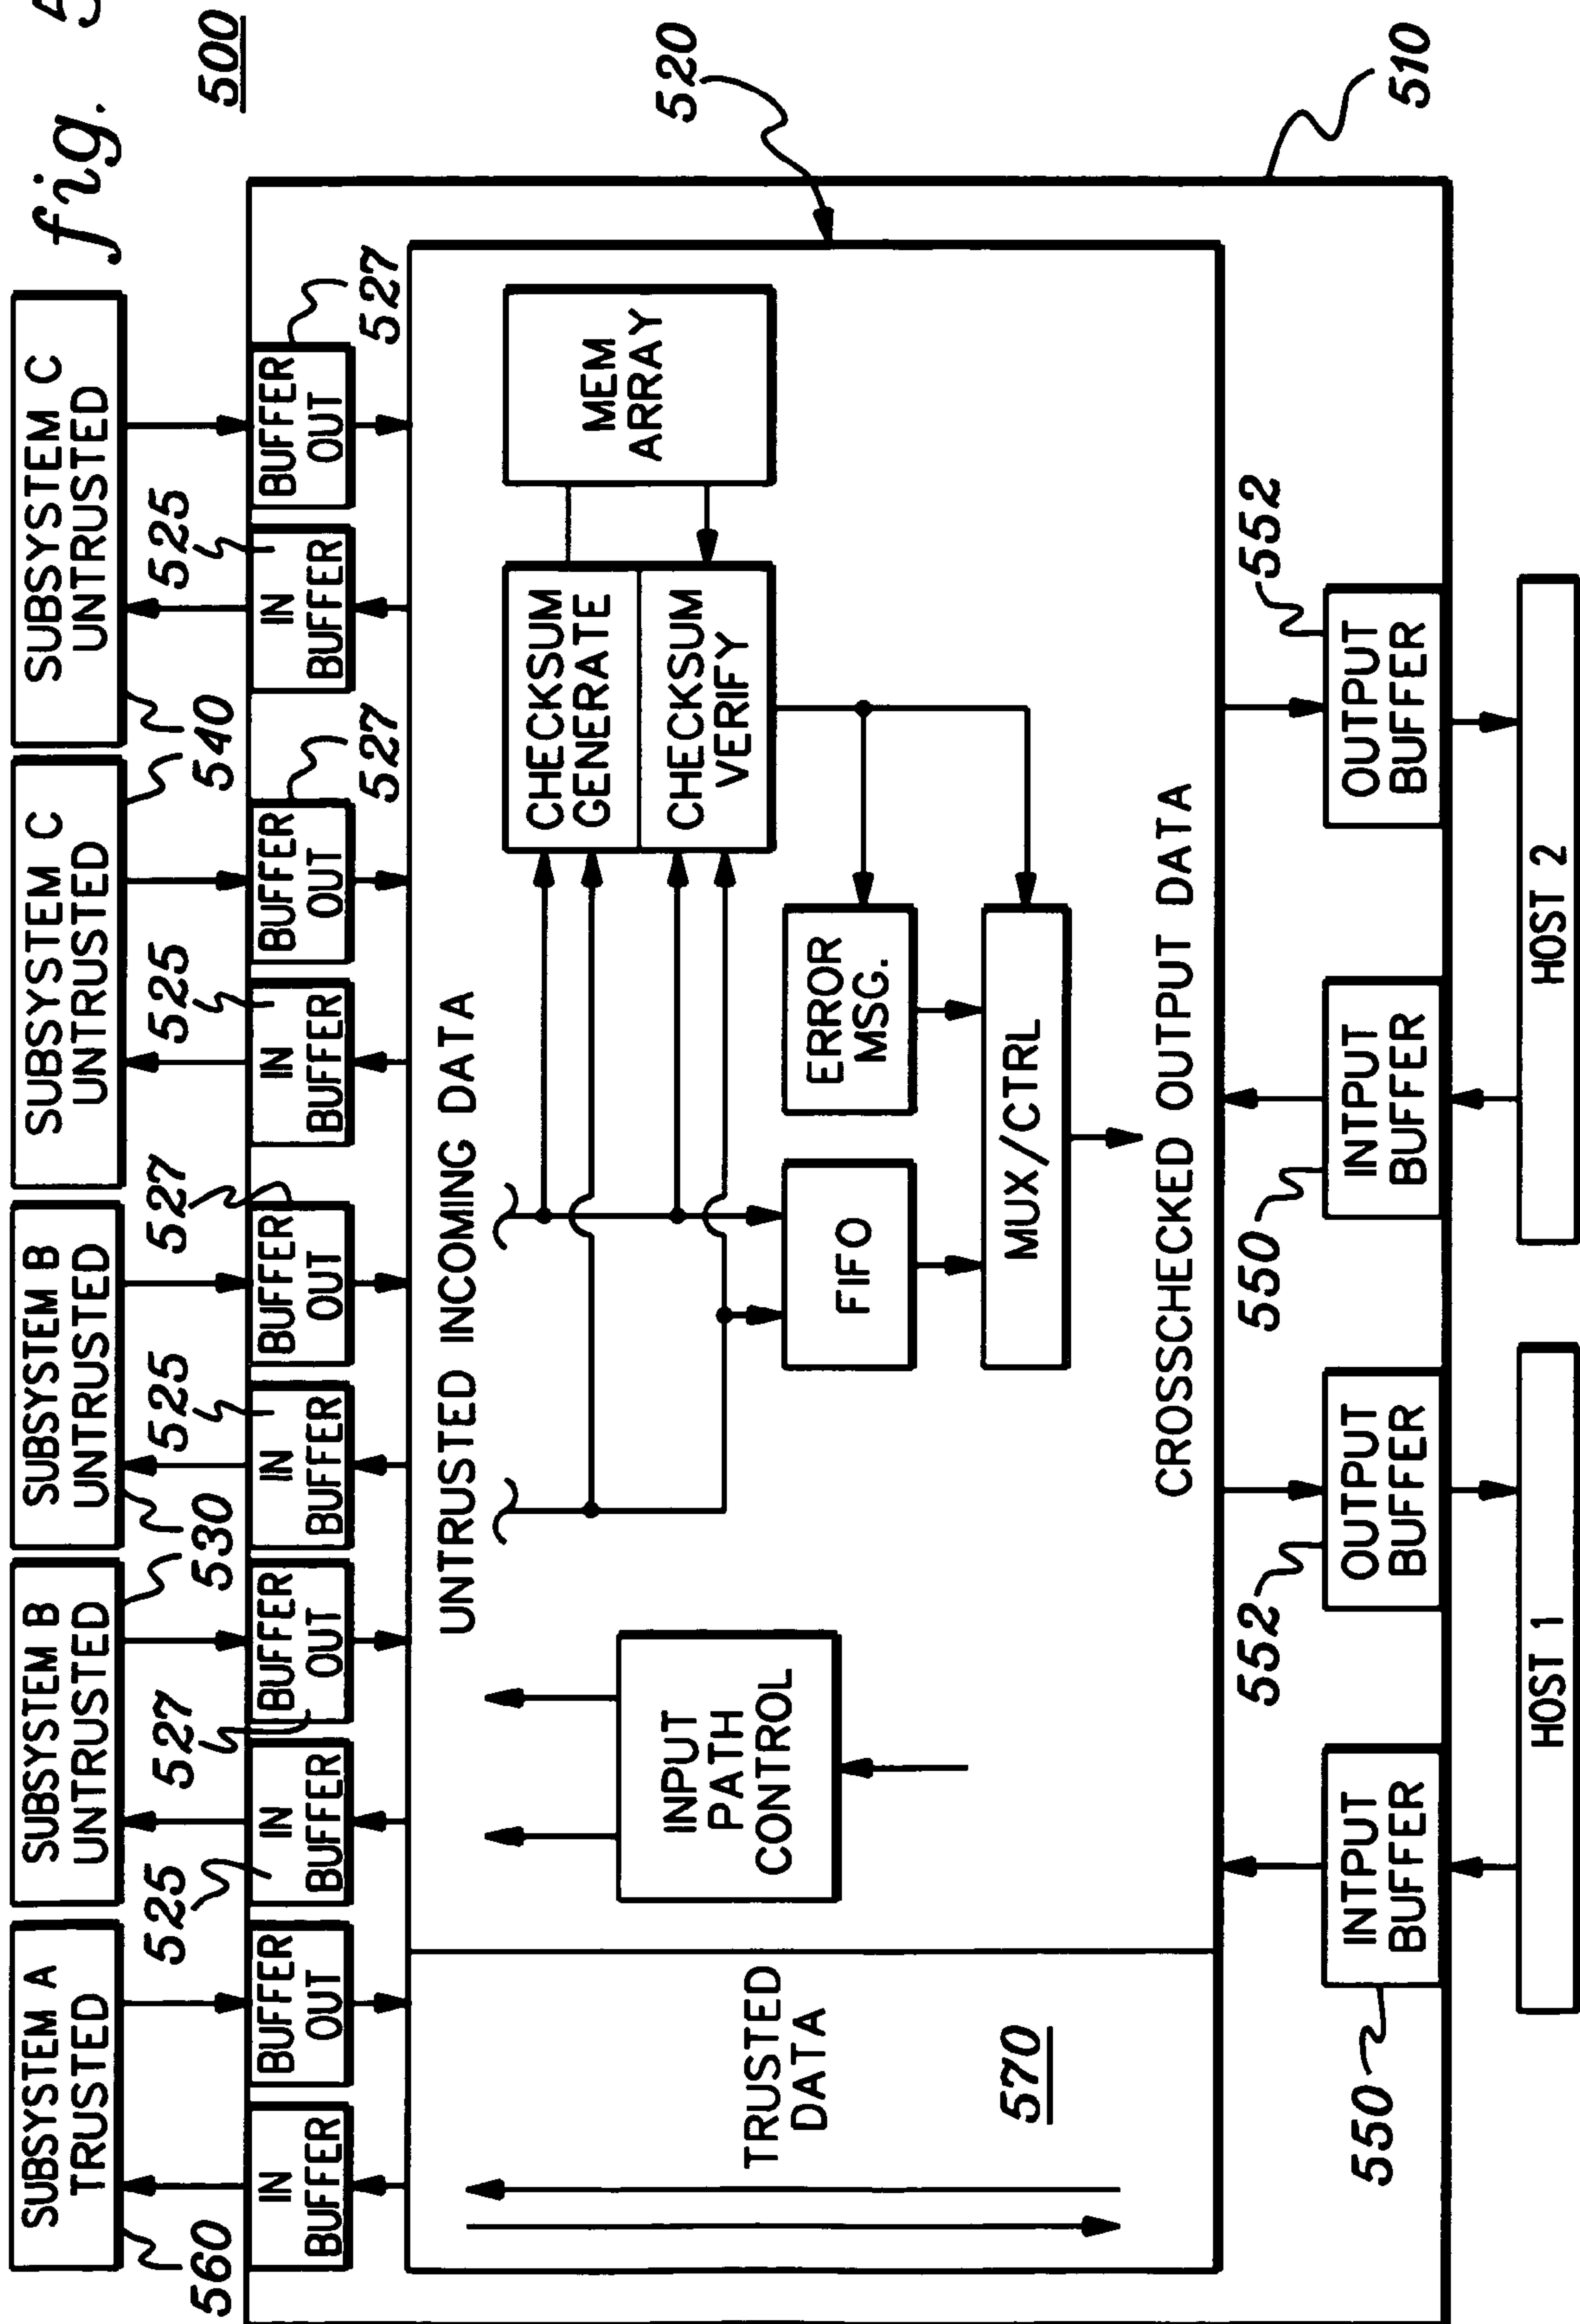 fig. 5
500
SUBSYSTEM A
TRUSTED
SUBSYSTEM B
UNTRUSTED
SUBSYSTEM B
UNTRUSTED
SUBSYSTEM C
UNTRUSTED
SUBSYSTEM C
UNTRUSTED
560
525
527
530
525
527
525
540
525
IN
BUFFER
BUFFER
OUT
IN
BUFFER
BUFFER
OUT
IN
BUFFER
BUFFER
OUT
IN
BUFFER
BUFFER
OUT
IN
BUFFER
BUFFER
OUT
527
527
520
UNTRUSTED INCOMING DATA
INPUT
PATH
CONTROL
CHECKSUM
GENERATE
CHECKSUM
VERIFY
MEM
ARRAY
TRUSTED
DATA
570
FIFO
ERROR
MSG.
MUX/CTRL
CROSSCHECKED OUTPUT DATA
550
552
550
552
510
INTPUT
BUFFER
OUTPUT
BUFFER
INTPUT
BUFFER
OUTPUT
BUFFER
HOST 1
HOST 2